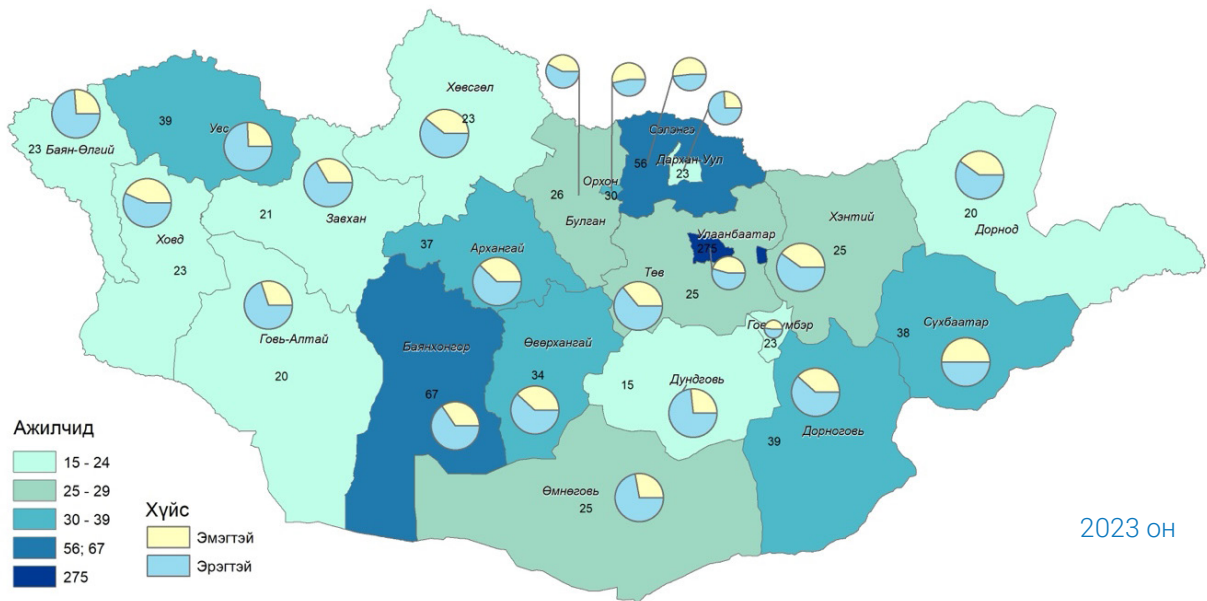 Хөвсгөл
23
39
Увс
23
Баян-Өлгий
21
Завхан
Ховд
23
Говь-Алтай
20
Сэлэнгэ
56
Дархан-Уул
23
Орхон
30
26
Булган
37
Архангай
Улаанбаатар
275
Төв
25
Хэнтий
25
20
Дорнод
Баянхонгор
67
Өвөрхангай
34
15
Дундговь
23
38
Сүхбаатар
39
Дорноговь
Өмнөговь
25
Ажилчид
15 - 24
25 - 29
30 - 39
56; 67
275
Хүйс
Эмэгтэй
Эрэгтэй
2023 он